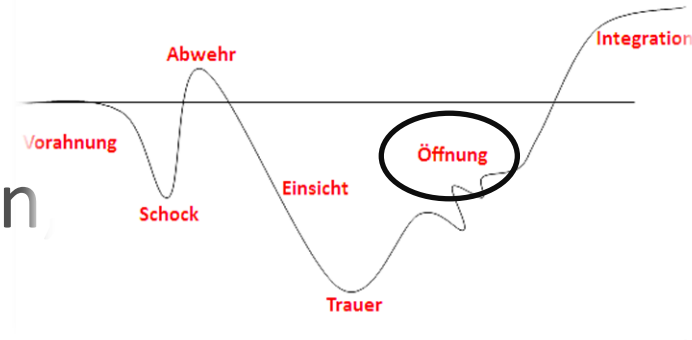 Vorahnung
Schock
Abwehr
Einsicht
Trauer
Öffnung
Integration
n